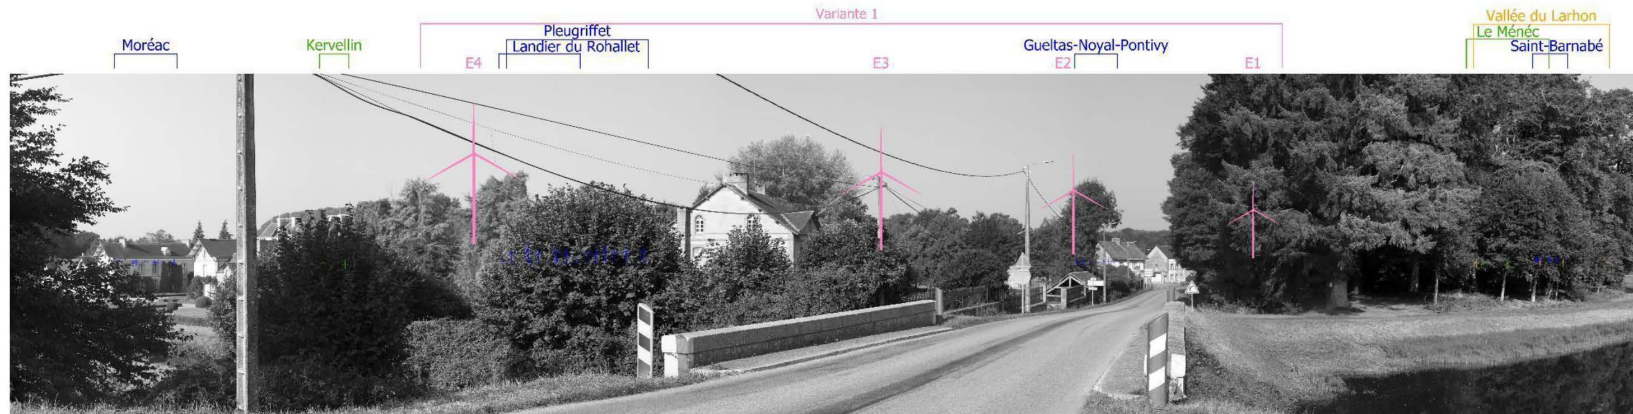 Variante 1
Vallée du Larhon
Pleugriffet
Le Ménéc
Moréac
Kervellin
Landier du Rohallet
Gueltas-Noyal-Pontivy
Saint-Barnabé
E4
E3
E2
E1